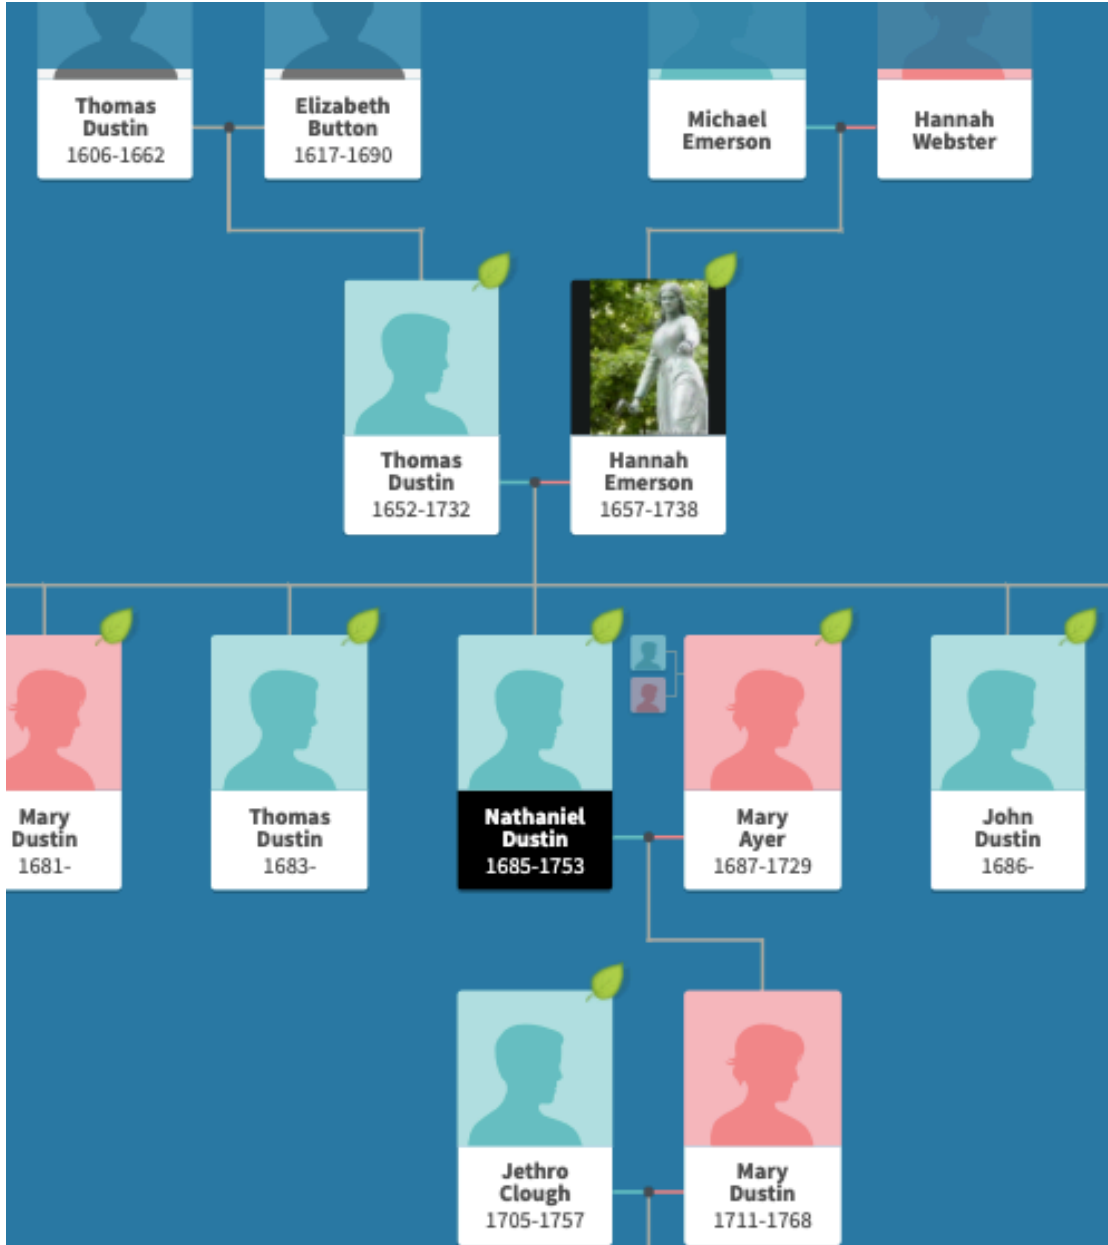 Thomas
Dustin
1606-1662
Elizabeth
Button
1617-1690
Michael
Emerson
Hannah
Webster
Thomas
Dustin
1652-1732
Hannah
Emerson
1657-1738
Mary
Dustin
1681-
Thomas
Dustin
1683-
Nathaniel
Dustin
1685-1753
Mary
Ayer
1687-1729
John
Dustin
1686-
Jethro
Clough
1705-1757
Mary
Dustin
1711-1768